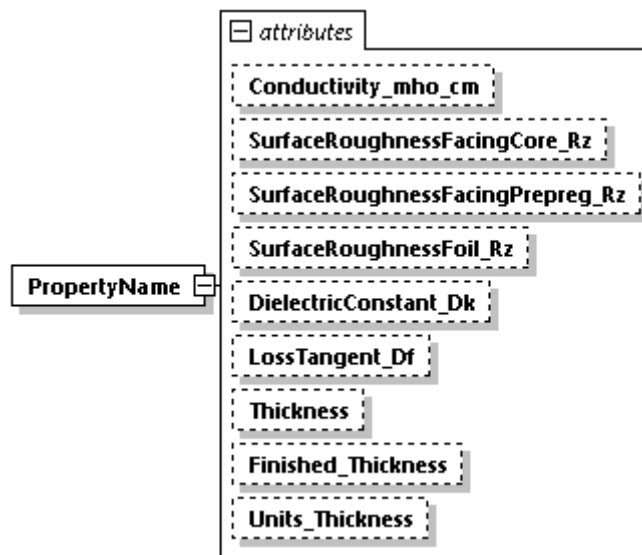 attributes
Conductivity_mho_cm
SurfaceRoughnessFacingCore_Rz
SurfaceRoughnessFacingPrepreg_Rz
SurfaceRoughnessFoil_Rz
PropertyName
DielectricConstant_Dk
LossTangent_Df
Thickness
Finished_Thickness
Units_Thickness